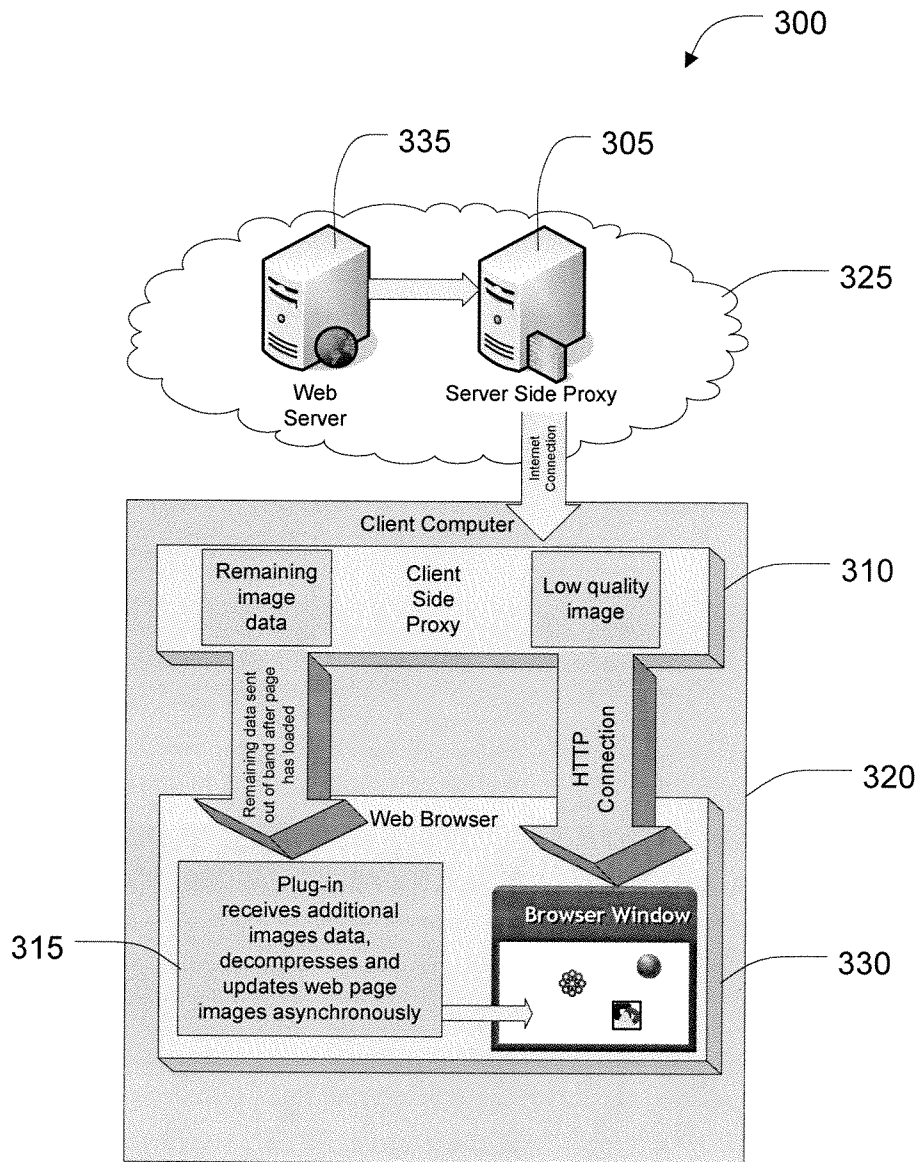 300
335
305
325
Web
Server
Server Side Proxy
Internet
Connection
Client Computer
Remaining
image
data
Client
Side
Proxy
Low quality
image
310
Remaining data sent
out of band after page
has loaded
HTTP
Connection
320
Web Browser
Plug-in
receives additional
images data,
decompresses and
updates web page
images asynchronously
315
Browser Window
330